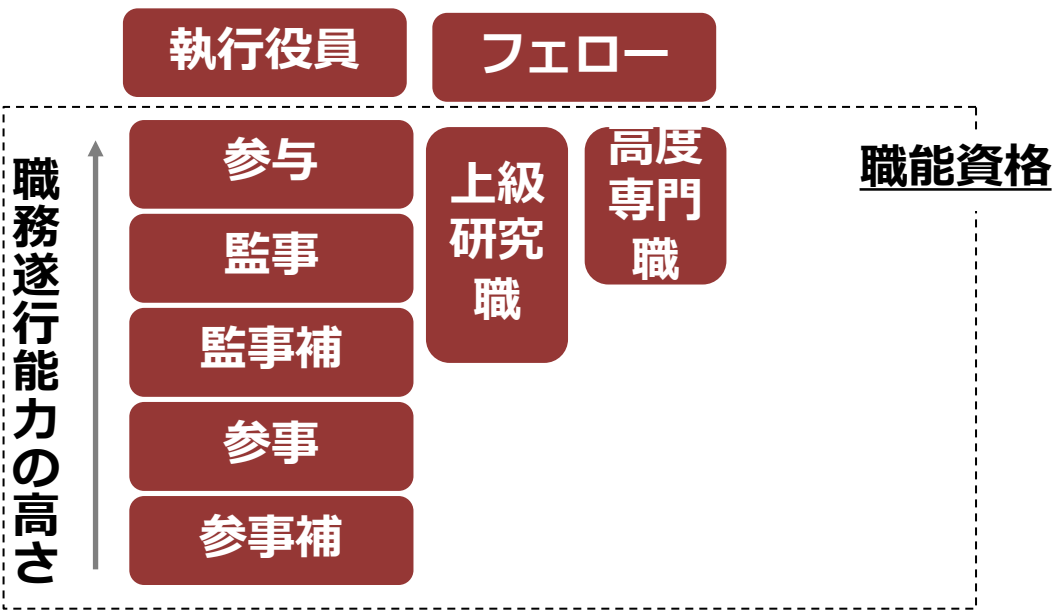 執行役員
フェロー
職務遂行能力の高さ
参与
監事
監事補
参事
参事補
上級
研究
職
高度
専門
職
職能資格